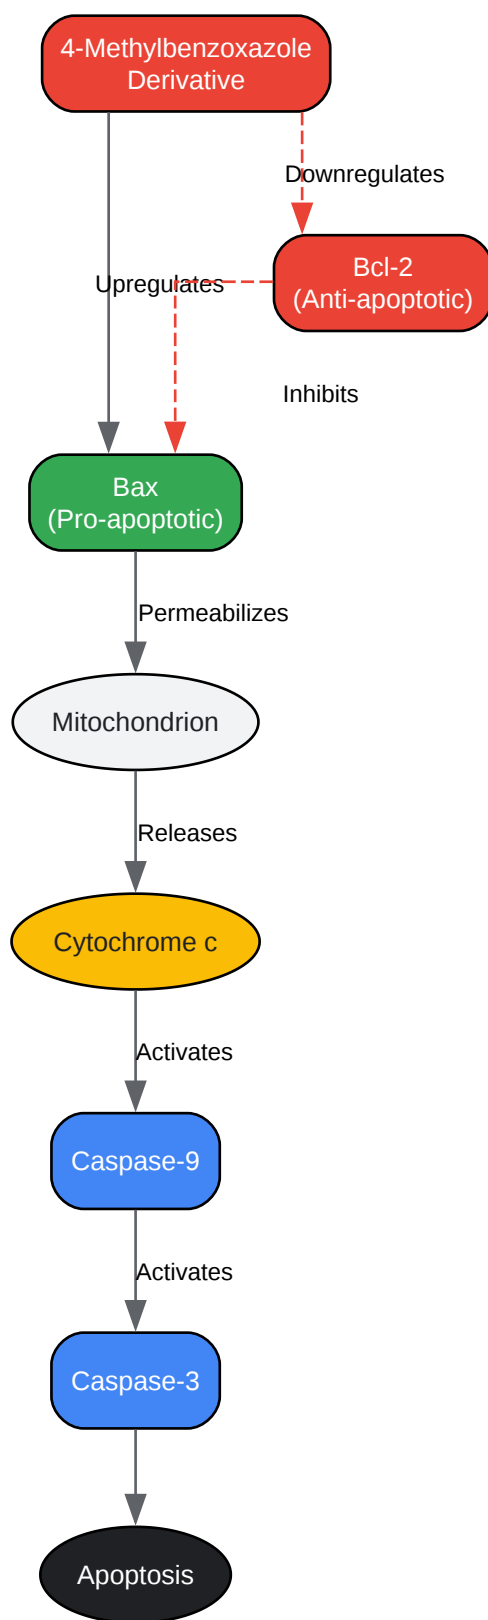 4-Methylbenzoxazole
Derivative
Downregulates
Bcl-2
(Anti-apoptotic)
Upregulates
Inhibits
Bax
(Pro-apoptotic)
Permeabilizes
Mitochondrion
Releases
Cytochrome c
Activates
Caspase-9
Activates
Caspase-3
Apoptosis